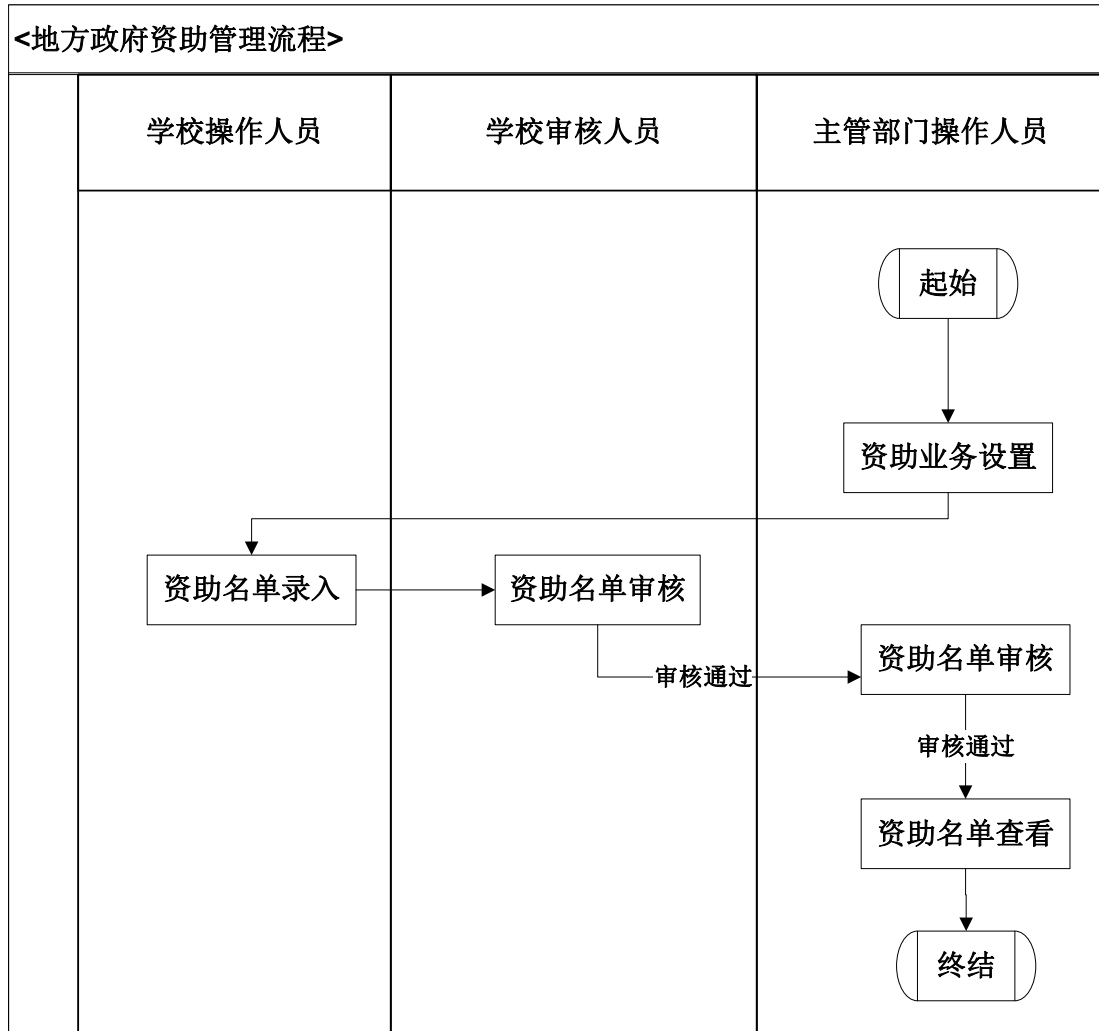 <地方政府资助管理流程>
学校操作人员
学校审核人员
主管部门操作人员
起始
资助业务设置
资助名单录入
资助名单审核
资助名单审核
审核通过
审核通过
资助名单查看
终结